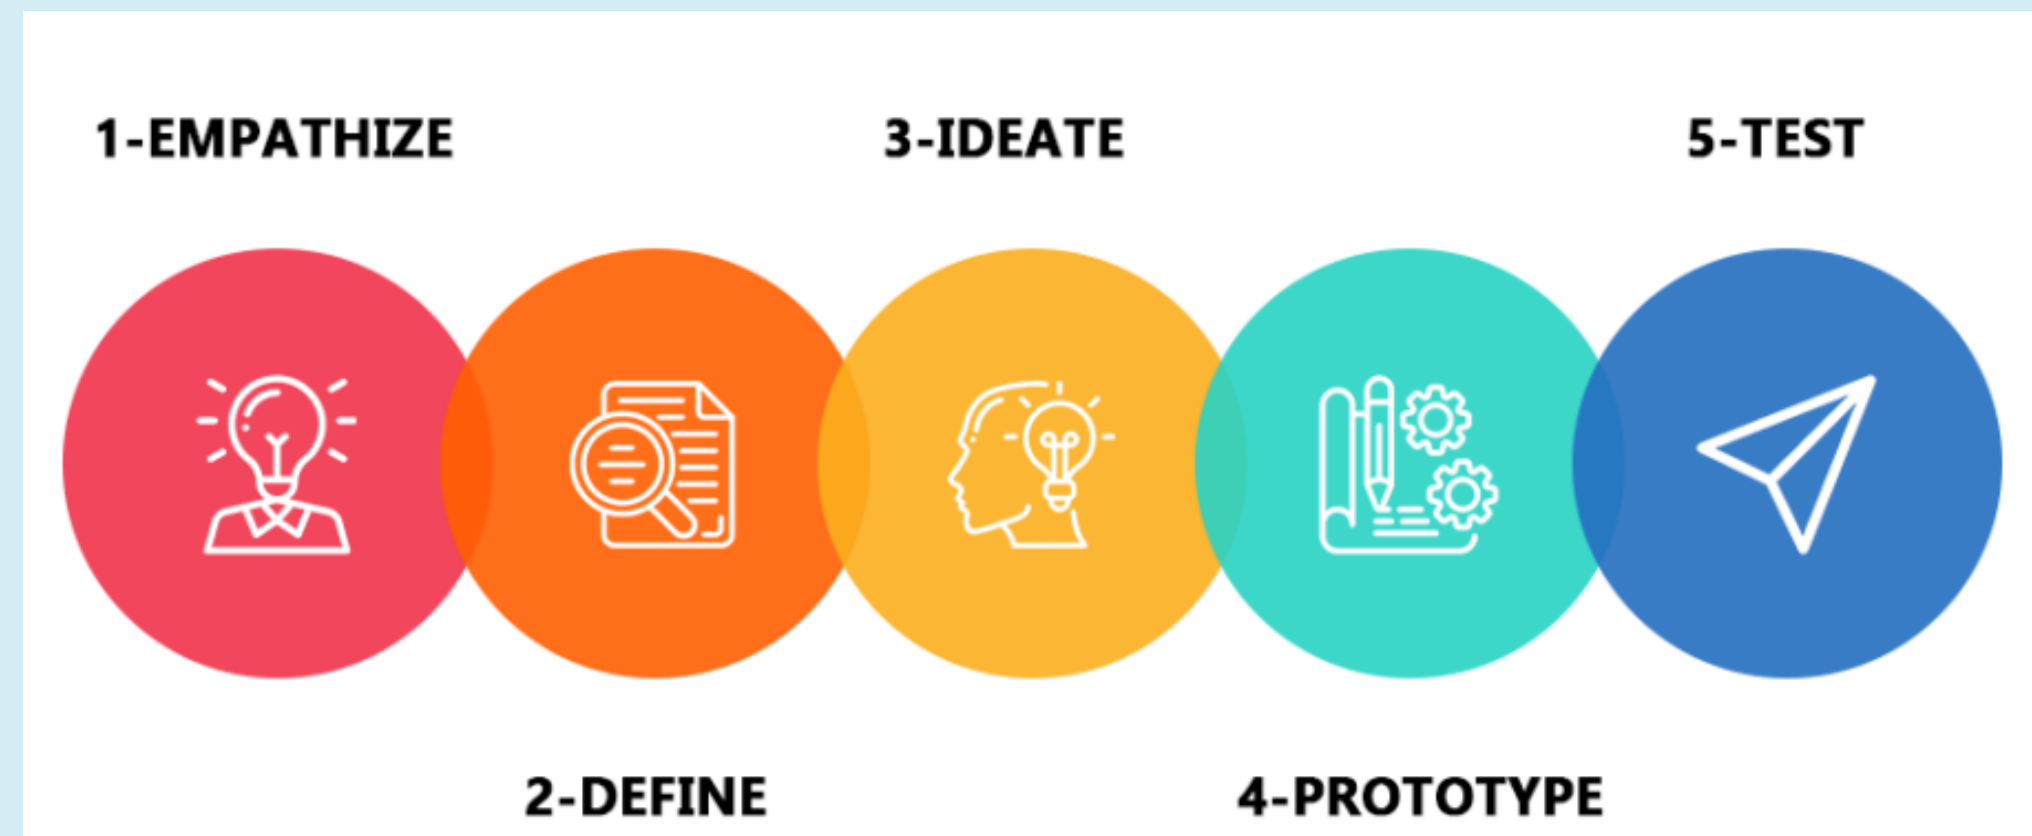 1-EMPATHIZE
2-DEFINE
3-IDEATE
4-PROTOTYPE
5-TEST